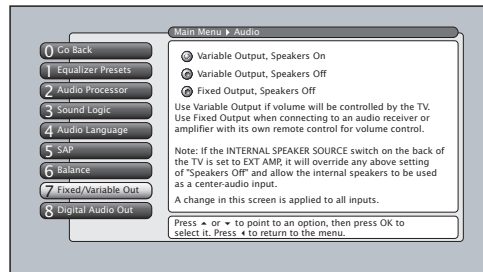 Main Menu ▸ Audio
0 Go Back
1 Equalizer Presets
2 Audio Processor
3 Sound Logic
4 Audio Language
5 SAP
6 Balance
7 Fixed/Variable Out
8 Digital Audio Out
Variable Output, Speakers On
Variable Output, Speakers Off
Fixed Output, Speakers Off
Use Variable Output if volume will be controlled by the TV.
Use Fixed Output when connecting to an audio receiver or
amplifier with its own remote control for volume control.
Note: If the INTERNAL SPEAKER SOURCE switch on the back of
the TV is set to EXT AMP, it will override any above setting
of "Speakers Off" and allow the internal speakers to be used
as a center-audio input.
A change in this screen is applied to all inputs.
Press ▴ or ▾ to point to an option, then press OK to
select it. Press ◂ to return to the menu.